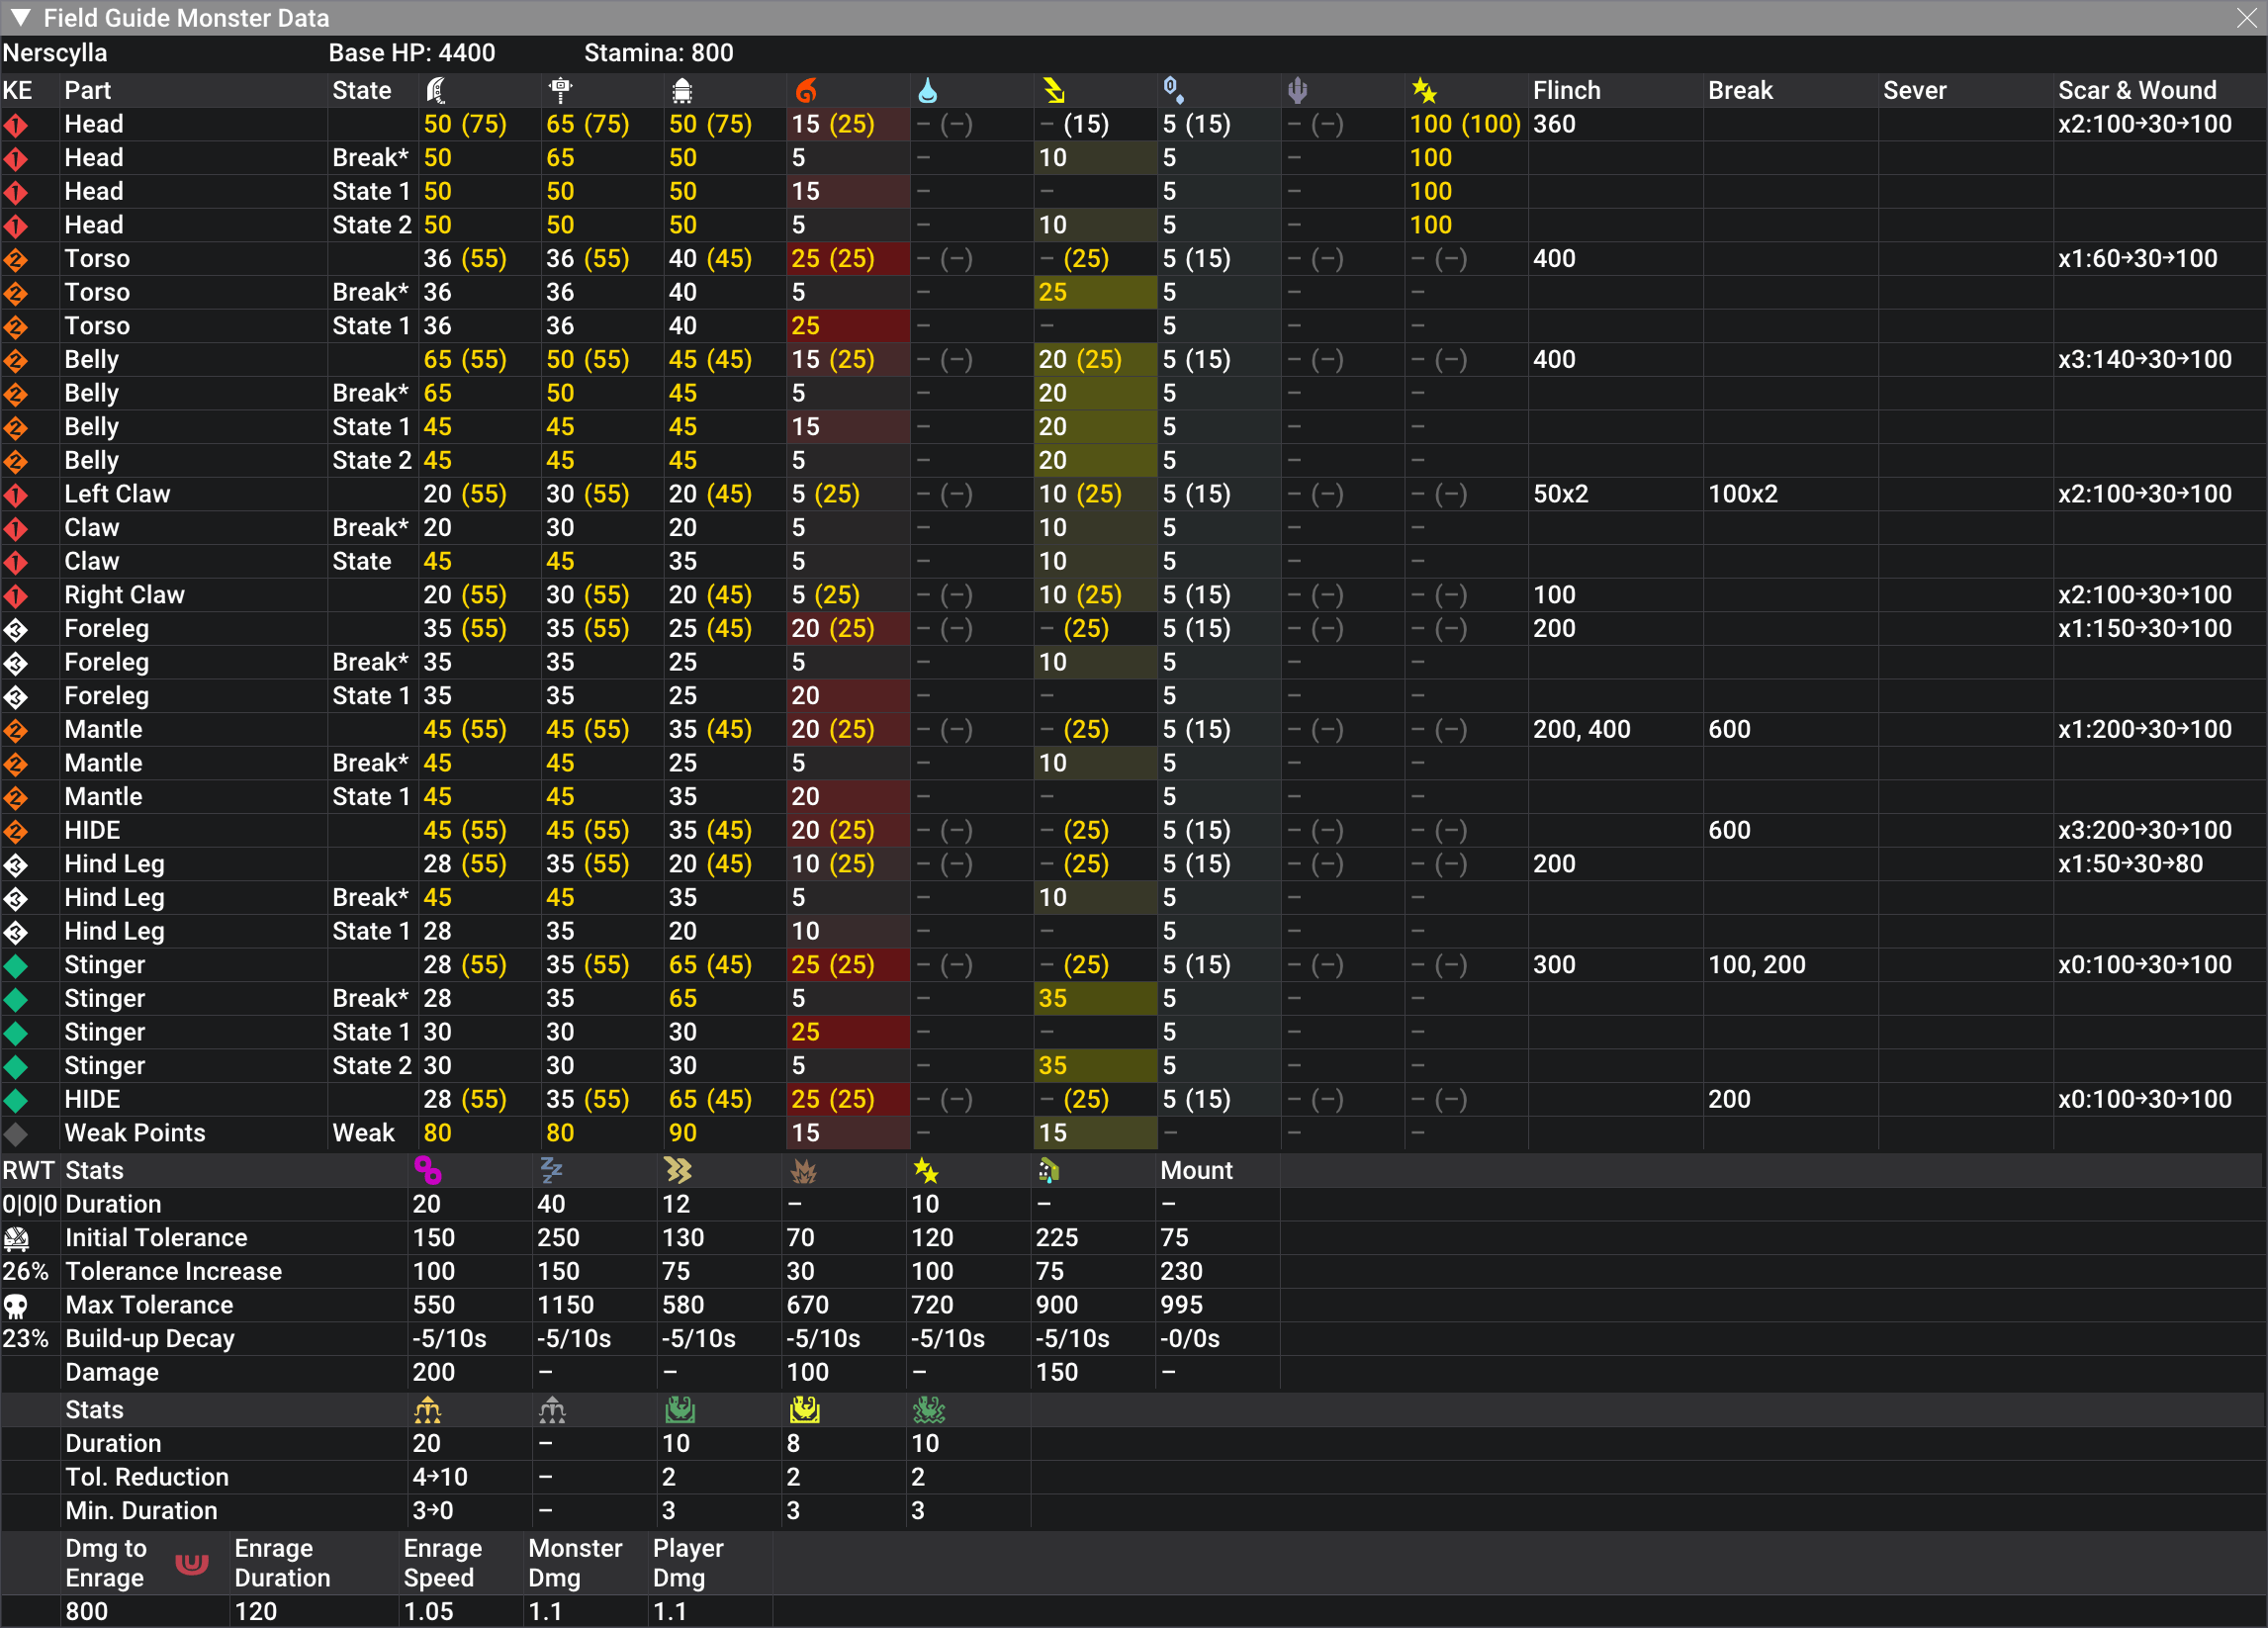 Field Guide Monster Data
Nerscylla Base HP: 4400 Stamina: 800
KE Part State Flinch Break Sever Scar & Wound
1 Head 50 (75) 65 (75) 50 (75) 15 (25) – (–) – (15) 5 (15) – (–) 100 (100) 360 x2:100→30→100
1 Head Break* 50 65 50 5 – 10 5 – 100
1 Head State 1 50 50 50 15 – – 5 – 100
1 Head State 2 50 50 50 5 – 10 5 – 100
2 Torso 36 (55) 36 (55) 40 (45) 25 (25) – (–) – (25) 5 (15) – (–) – (–) 400 x1:60→30→100
2 Torso Break* 36 36 40 5 – 25 5 – –
2 Torso State 1 36 36 40 25 – – 5 – –
2 Belly 65 (55) 50 (55) 45 (45) 15 (25) – (–) 20 (25) 5 (15) – (–) – (–) 400 x3:140→30→100
2 Belly Break* 65 50 45 5 – 20 5 – –
2 Belly State 1 45 45 45 15 – 20 5 – –
2 Belly State 2 45 45 45 5 – 20 5 – –
1 Left Claw 20 (55) 30 (55) 20 (45) 5 (25) – (–) 10 (25) 5 (15) – (–) – (–) 50x2 100x2 x2:100→30→100
1 Claw Break* 20 30 20 5 – 10 5 – –
1 Claw State 45 45 35 5 – 10 5 – –
1 Right Claw 20 (55) 30 (55) 20 (45) 5 (25) – (–) 10 (25) 5 (15) – (–) – (–) 100 x2:100→30→100
3 Foreleg 35 (55) 35 (55) 25 (45) 20 (25) – (–) – (25) 5 (15) – (–) – (–) 200 x1:150→30→100
3 Foreleg Break* 35 35 25 5 – 10 5 – –
3 Foreleg State 1 35 35 25 20 – – 5 – –
2 Mantle 45 (55) 45 (55) 35 (45) 20 (25) – (–) – (25) 5 (15) – (–) – (–) 200, 400 600 x1:200→30→100
2 Mantle Break* 45 45 25 5 – 10 5 – –
2 Mantle State 1 45 45 35 20 – – 5 – –
2 HIDE 45 (55) 45 (55) 35 (45) 20 (25) – (–) – (25) 5 (15) – (–) – (–) 600 x3:200→30→100
3 Hind Leg 28 (55) 35 (55) 20 (45) 10 (25) – (–) – (25) 5 (15) – (–) – (–) 200 x1:50→30→80
3 Hind Leg Break* 45 45 35 5 – 10 5 – –
3 Hind Leg State 1 28 35 20 10 – – 5 – –
Stinger 28 (55) 35 (55) 65 (45) 25 (25) – (–) – (25) 5 (15) – (–) – (–) 300 100, 200 x0:100→30→100
Stinger Break* 28 35 65 5 – 35 5 – –
Stinger State 1 30 30 30 25 – – 5 – –
Stinger State 2 30 30 30 5 – 35 5 – –
HIDE 28 (55) 35 (55) 65 (45) 25 (25) – (–) – (25) 5 (15) – (–) – (–) 200 x0:100→30→100
Weak Points Weak 80 80 90 15 – 15 – – –
RWT Stats Mount
0|0|0 Duration 20 40 12 – 10 – –
Initial Tolerance 150 250 130 70 120 225 75
26% Tolerance Increase 100 150 75 30 100 75 230
Max Tolerance 550 1150 580 670 720 900 995
23% Build-up Decay -5/10s -5/10s -5/10s -5/10s -5/10s -5/10s -0/0s
Damage 200 – – 100 – 150 –
Stats
Duration 20 – 10 8 10
Tol. Reduction 4→10 – 2 2 2
Min. Duration 3→0 – 3 3 3
Dmg to Enrage Enrage Monster Player
Enrage Duration Speed Dmg Dmg
800 120 1.05 1.1 1.1